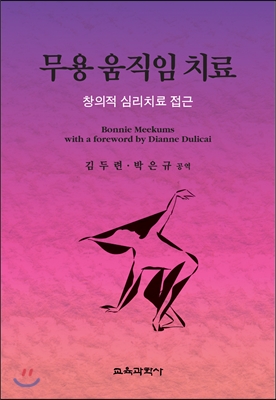 무용 움직임 치료
창의적 심리치료 접근
Bonnie Meekums
with a foreword by Dianne Dulicai
김두련 · 박은규 공역
교육과학사